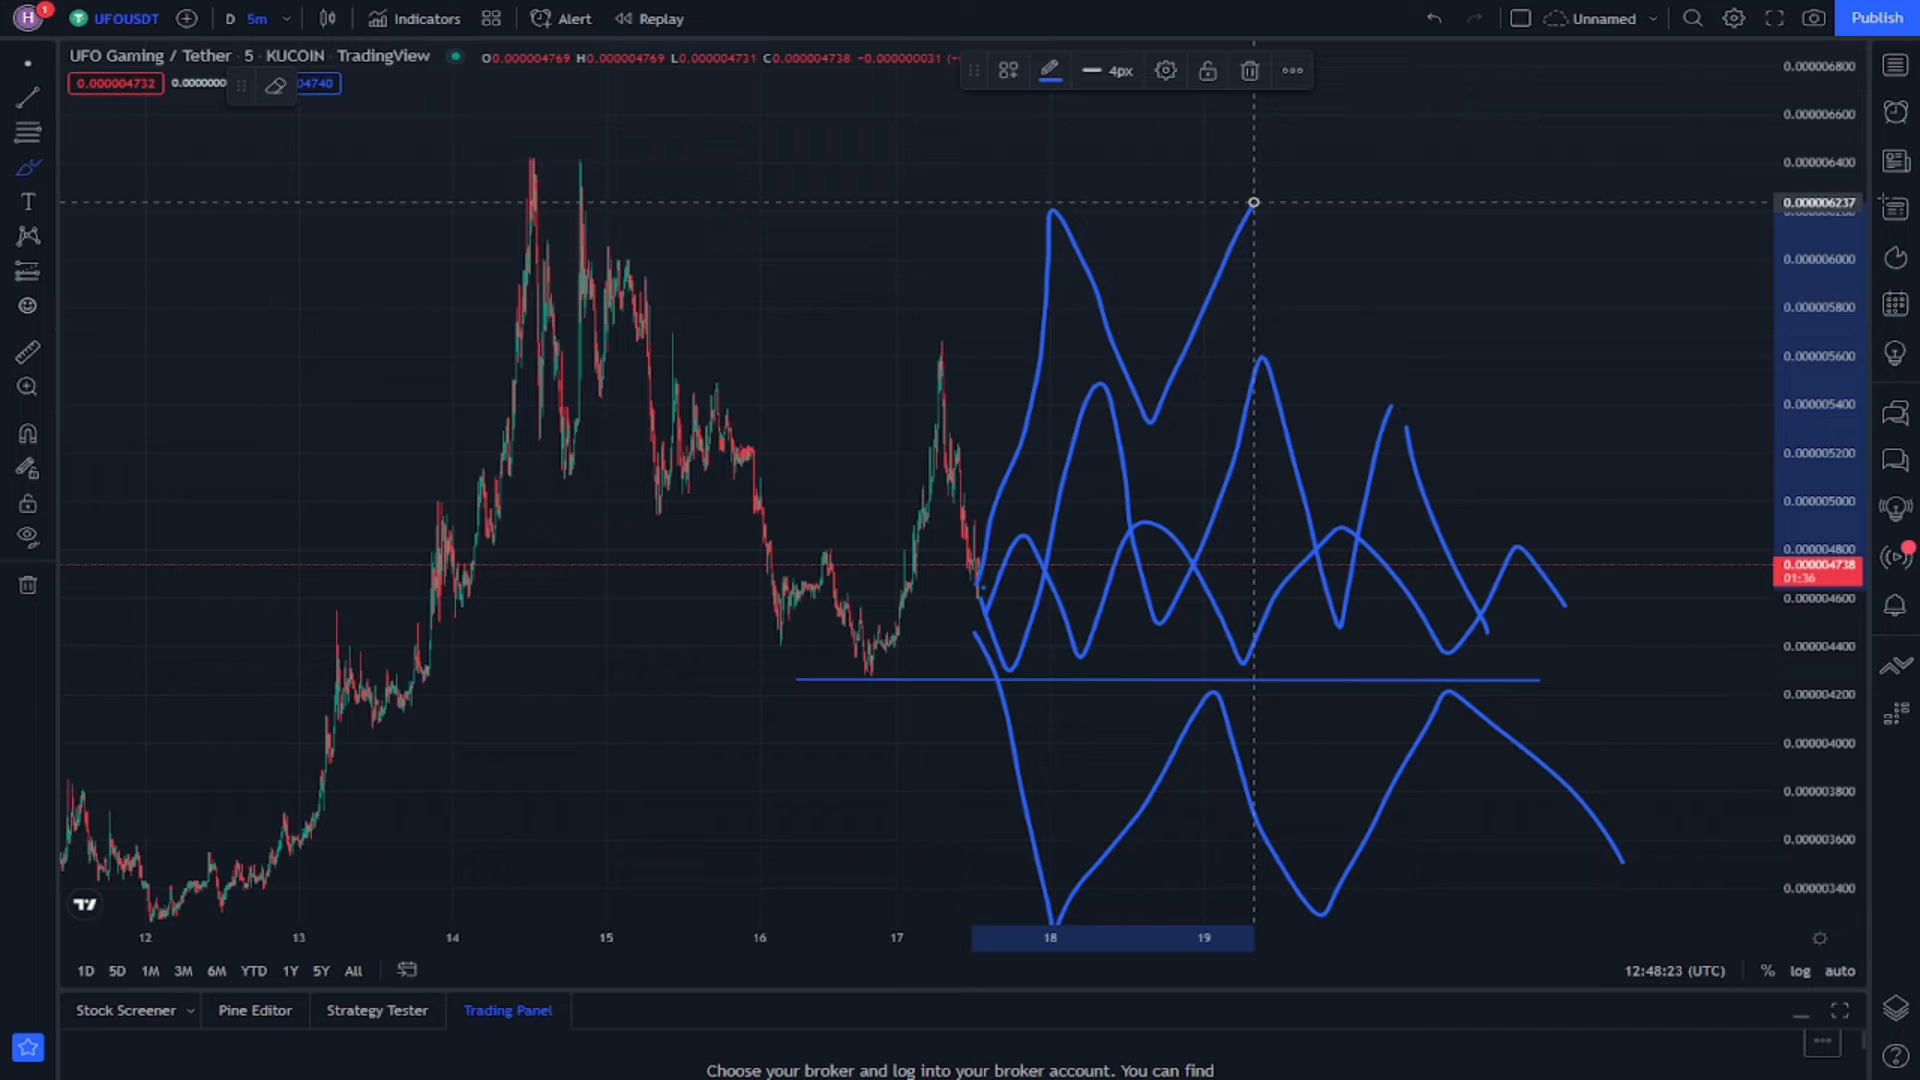 H 1 UFOUSDT D 5m Indicators Alert Replay Unnamed Publish
UFO Gaming / Tether · 5 · KUCOIN · TradingView O0.000004769 H0.000004769 L0.000004731 C0.000004738 −0.000000031 (−
4px
0.000004732 0.0000000 04740
0.000006800
0.000006600
0.000006400
0.000006237
0.000006000
0.000005800
0.000005600
0.000005400
0.000005200
0.000005000
0.000004800
0.000004738
01:36
0.000004600
0.000004400
0.000004200
0.000004000
0.000003800
0.000003600
0.000003400
12 13 14 15 16 17 18 19
1D 5D 1M 3M 6M YTD 1Y 5Y All 12:48:23 (UTC) % log auto
Stock Screener Pine Editor Strategy Tester Trading Panel
Choose your broker and log into your broker account. You can find